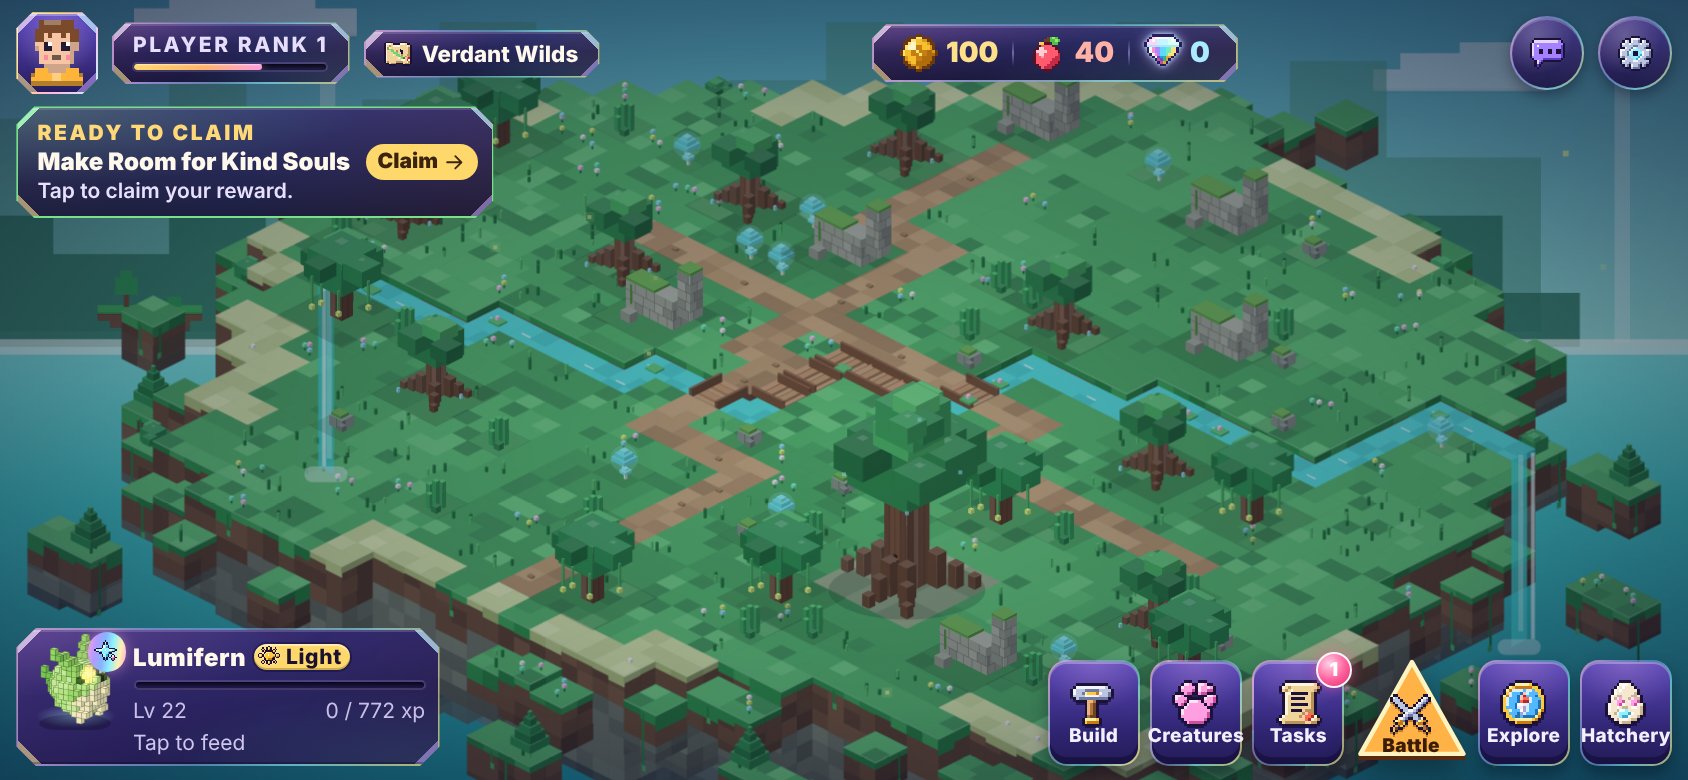 PLAYER RANK 1
Verdant Wilds
100
40
0
READY TO CLAIM
Make Room for Kind Souls
Claim →
Tap to claim your reward.
Lumifern
Light
Lv 22
0 / 772 xp
Tap to feed
Build
Creatures
1
Tasks
Battle
Explore
Hatchery